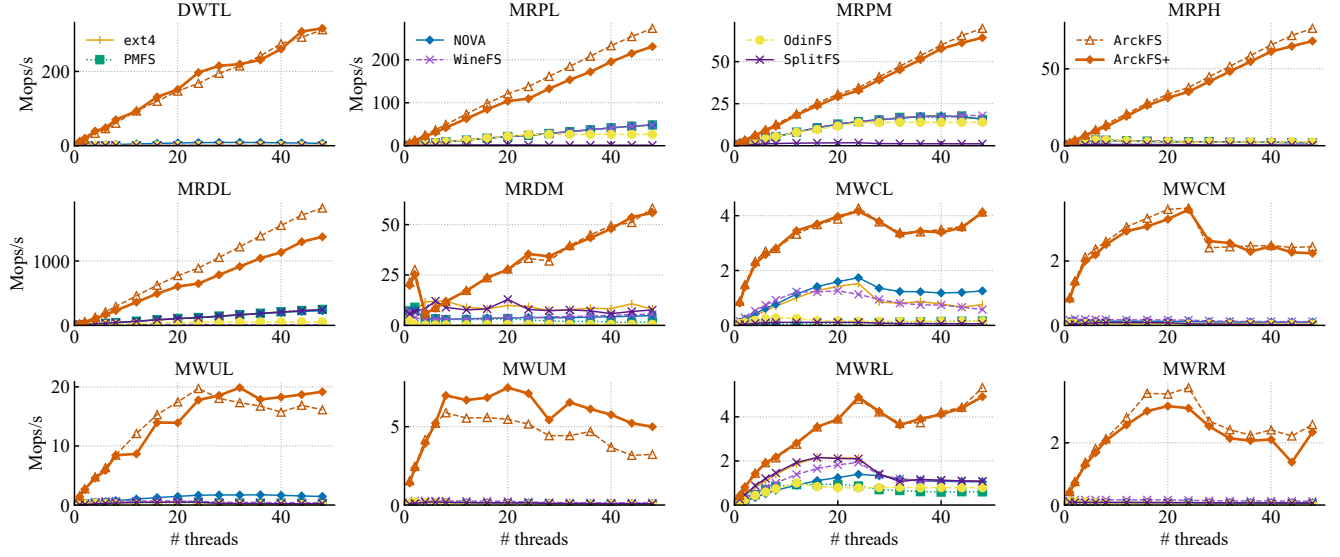 DWTL
MRPL
MRPM
MRPH
Mops/s
400
200
0
ext4
PMFS
NOVA
WineFS
OdinFS
SplitFS
ArckFS
ArckFS+
300
200
100
0
75
50
25
0
50
0
0 20 40
0 20 40
0 20 40
0 20 40
MRDL
MRDM
MWCL
MWCM
Mops/s
1000
0
50
25
0
4
2
0
2
0
0 20 40
0 20 40
0 20 40
0 20 40
MWUL
MWUM
MWRL
MWRM
Mops/s
20
10
0
5
0
4
2
0
2
0
0 20 40
0 20 40
0 20 40
0 20 40
# threads
# threads
# threads
# threads